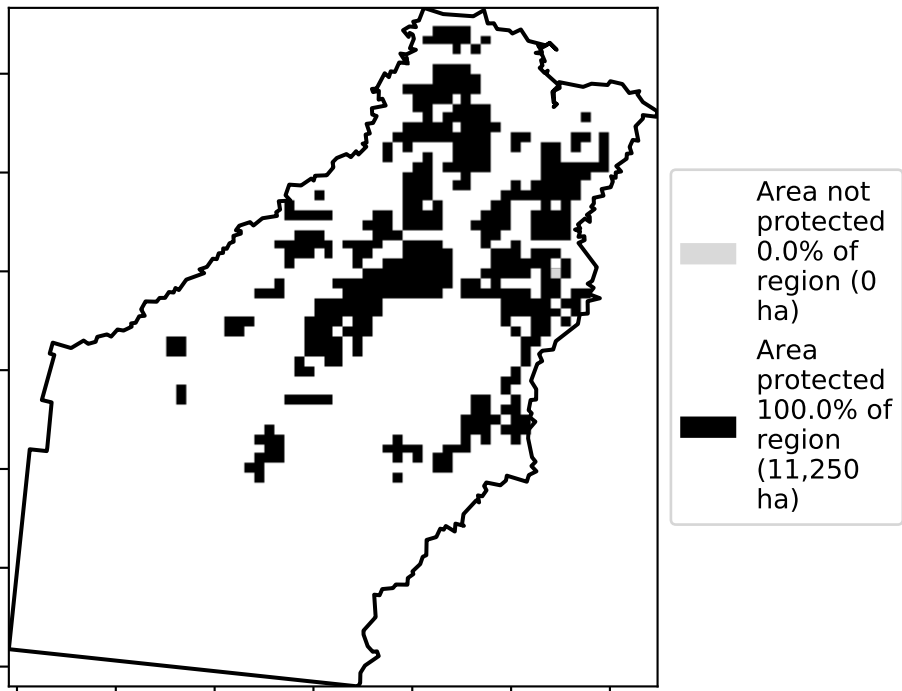 Area not
protected
0.0% of
region (0
ha)
Area
protected
100.0% of
region
(11,250
ha)